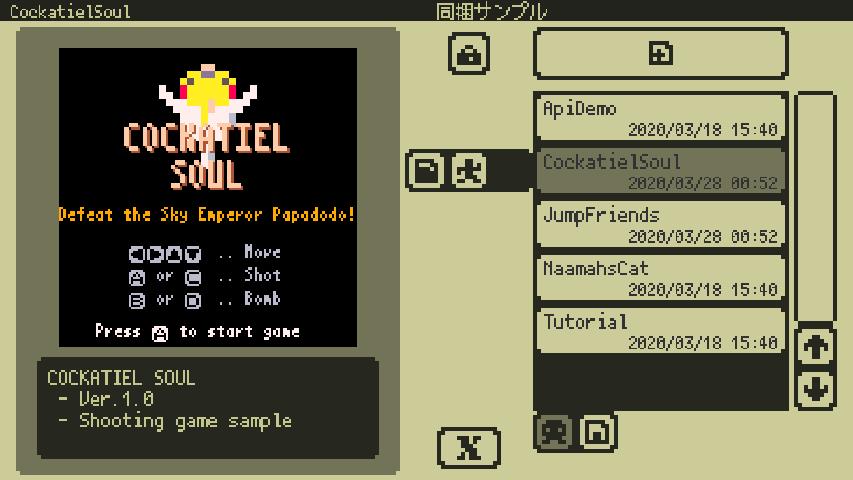 CockatielSoul
同捆サンプル
COCKATIEL
SOUL
Defeat the Sky Emperor Papadodo!
.. Move
A or C .. Shot
B or D .. Bomb
Press A to start game
COCKATIEL SOUL
- Ver.1.0
- Shooting game sample
ApiDemo
2020/03/18 15:40
CockatielSoul
2020/03/28 00:52
JumpFriends
2020/03/28 00:52
NaamahsCat
2020/03/18 15:40
Tutorial
2020/03/18 15:40
X